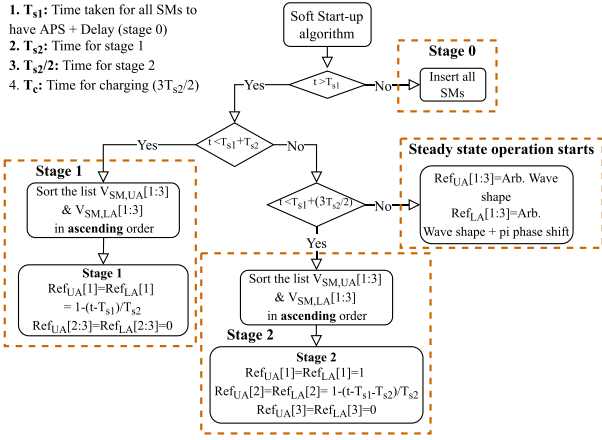 1. Ts1: Time taken for all SMs to
have APS + Delay (stage 0)
2. Ts2: Time for stage 1
3. Ts2/2: Time for stage 2
4. Tc: Time for charging (3Ts2/2)
Soft Start-up
algorithm
Stage 0
t >Ts1
Yes
No
Insert all
SMs
t <Ts1+Ts2
Yes
No
Steady state operation starts
Stage 1
Sort the list VSM,UA[1:3]
& VSM,LA[1:3]
in ascending order
t <Ts1+(3Ts2/2)
No
Yes
RefUA[1:3]=Arb. Wave
shape
RefLA[1:3]=Arb.
Wave shape + pi phase shift
Stage 1
RefUA[1]=RefLA[1]
= 1-(t-Ts1)/Ts2
RefUA[2:3]=RefLA[2:3]=0
Sort the list VSM,UA[1:3]
& VSM,LA[1:3]
in ascending order
Stage 2
Stage 2
RefUA[1]=RefLA[1]=1
RefUA[2]=RefLA[2]= 1-(t-Ts1-Ts2)/Ts2
RefUA[3]=RefLA[3]=0